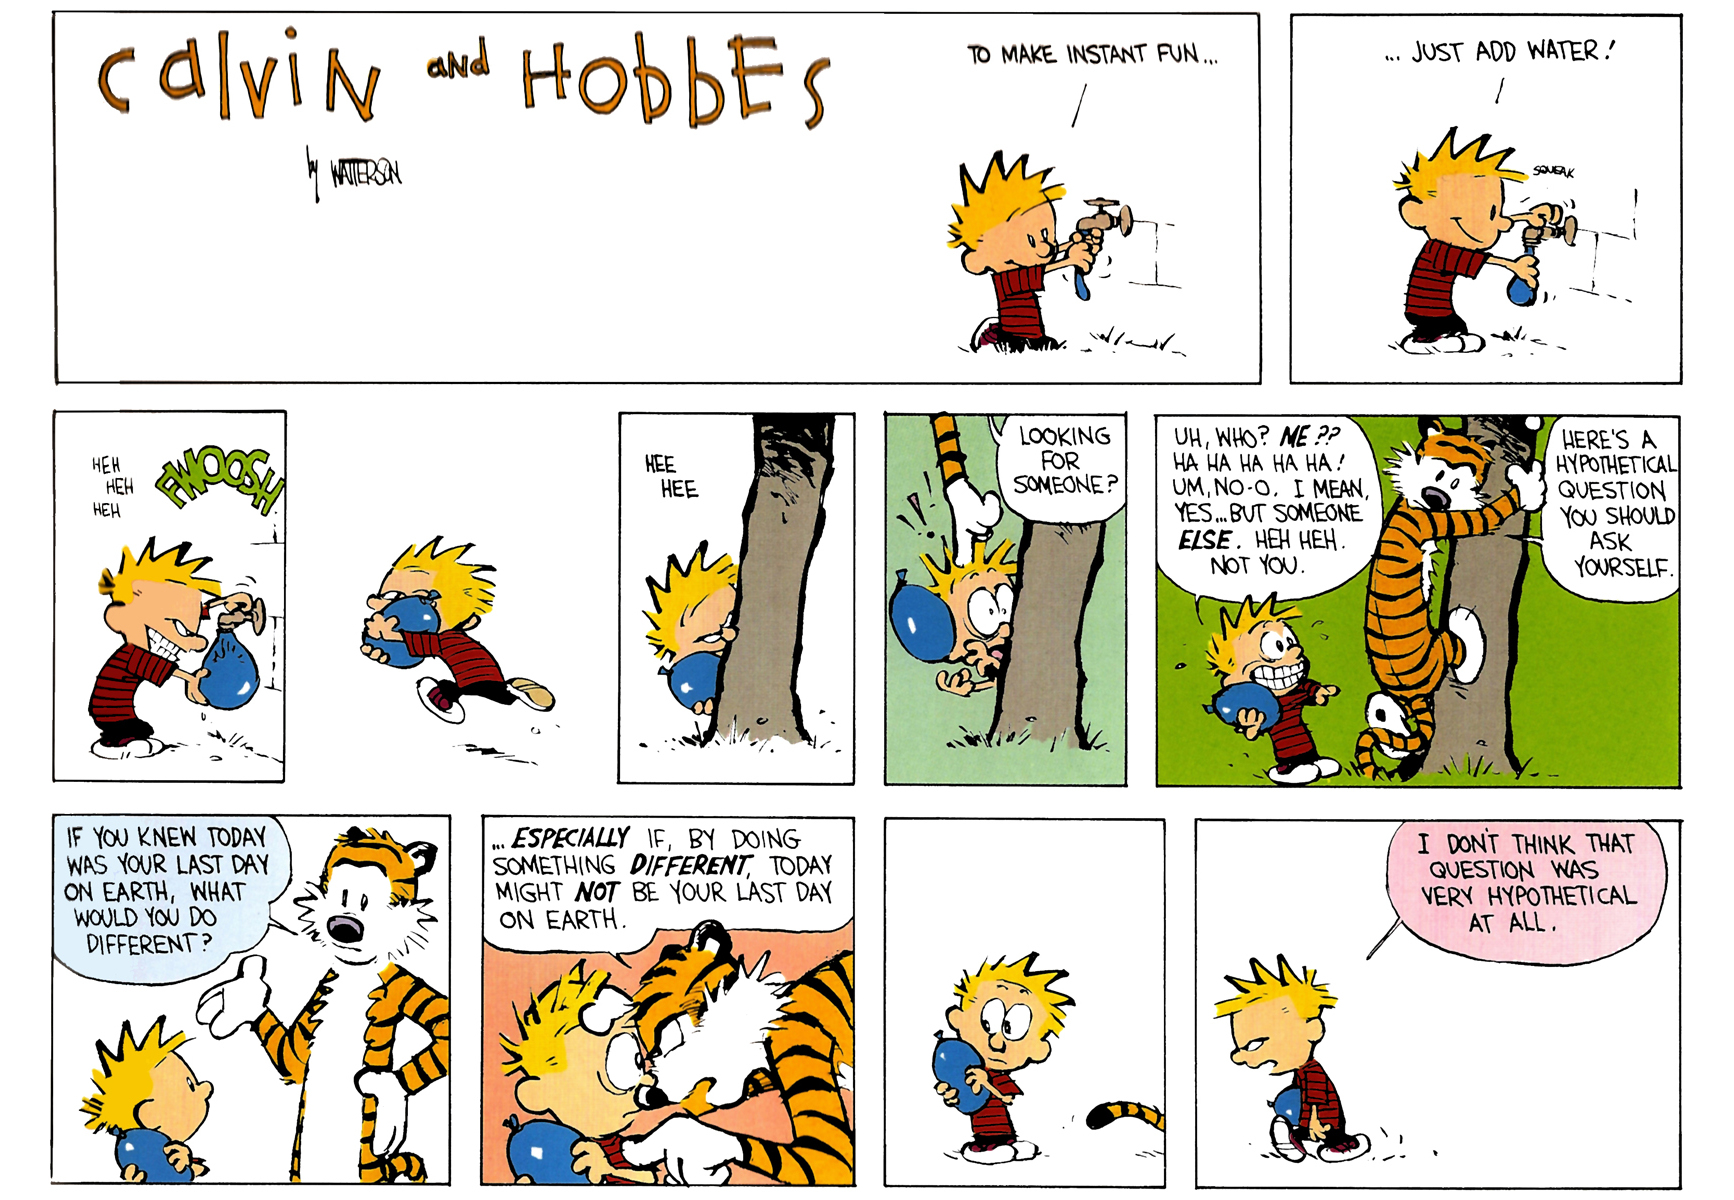 Calvin and Hobbes
by WATTERSON
TO MAKE INSTANT FUN...
... JUST ADD WATER!
SQUEAK
HEH
HEH
HEH
FWOOSH
HEE
HEE
!!
LOOKING
FOR
SOMEONE?
UH, WHO? ME??
HA HA HA HA HA!
UM, NO-O. I MEAN,
YES...BUT SOMEONE
ELSE. HEH HEH.
NOT YOU.
HERE'S A
HYPOTHETICAL
QUESTION
YOU SHOULD
ASK
YOURSELF.
IF YOU KNEW TODAY
WAS YOUR LAST DAY
ON EARTH, WHAT
WOULD YOU DO
DIFFERENT?
... ESPECIALLY IF, BY DOING
SOMETHING DIFFERENT, TODAY
MIGHT NOT BE YOUR LAST DAY
ON EARTH.
I DON'T THINK THAT
QUESTION WAS
VERY HYPOTHETICAL
AT ALL.